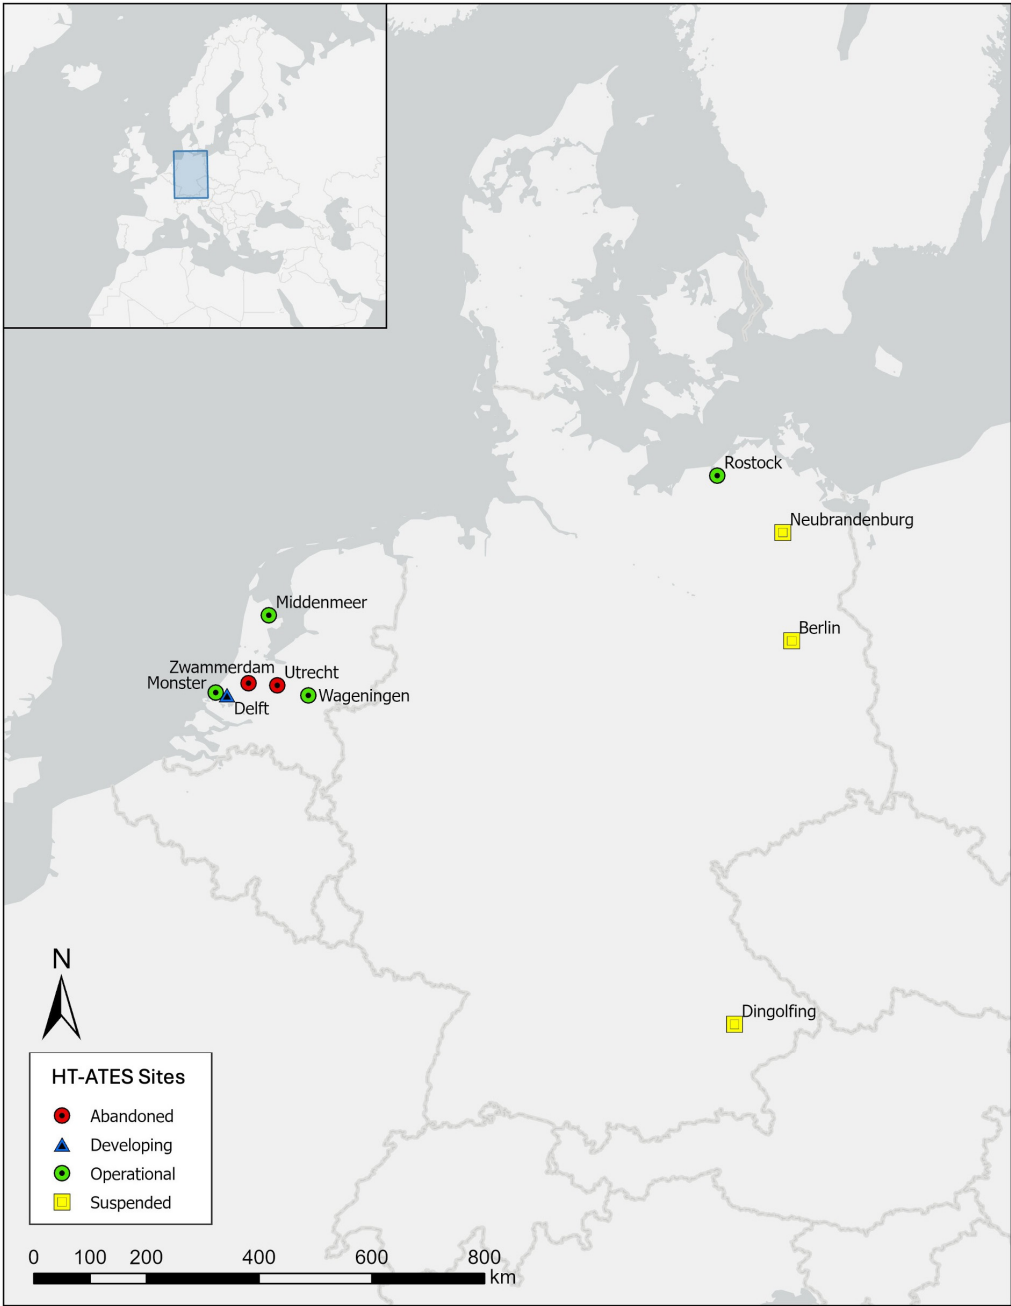 Rostock
Neubrandenburg
Middenmeer
Berlin
Zwammerdam
Utrecht
Monster
Wageningen
Delft
N
Dingolfing
HT-ATES Sites
Abandoned
Developing
Operational
Suspended
0 100 200 400 600 800
km